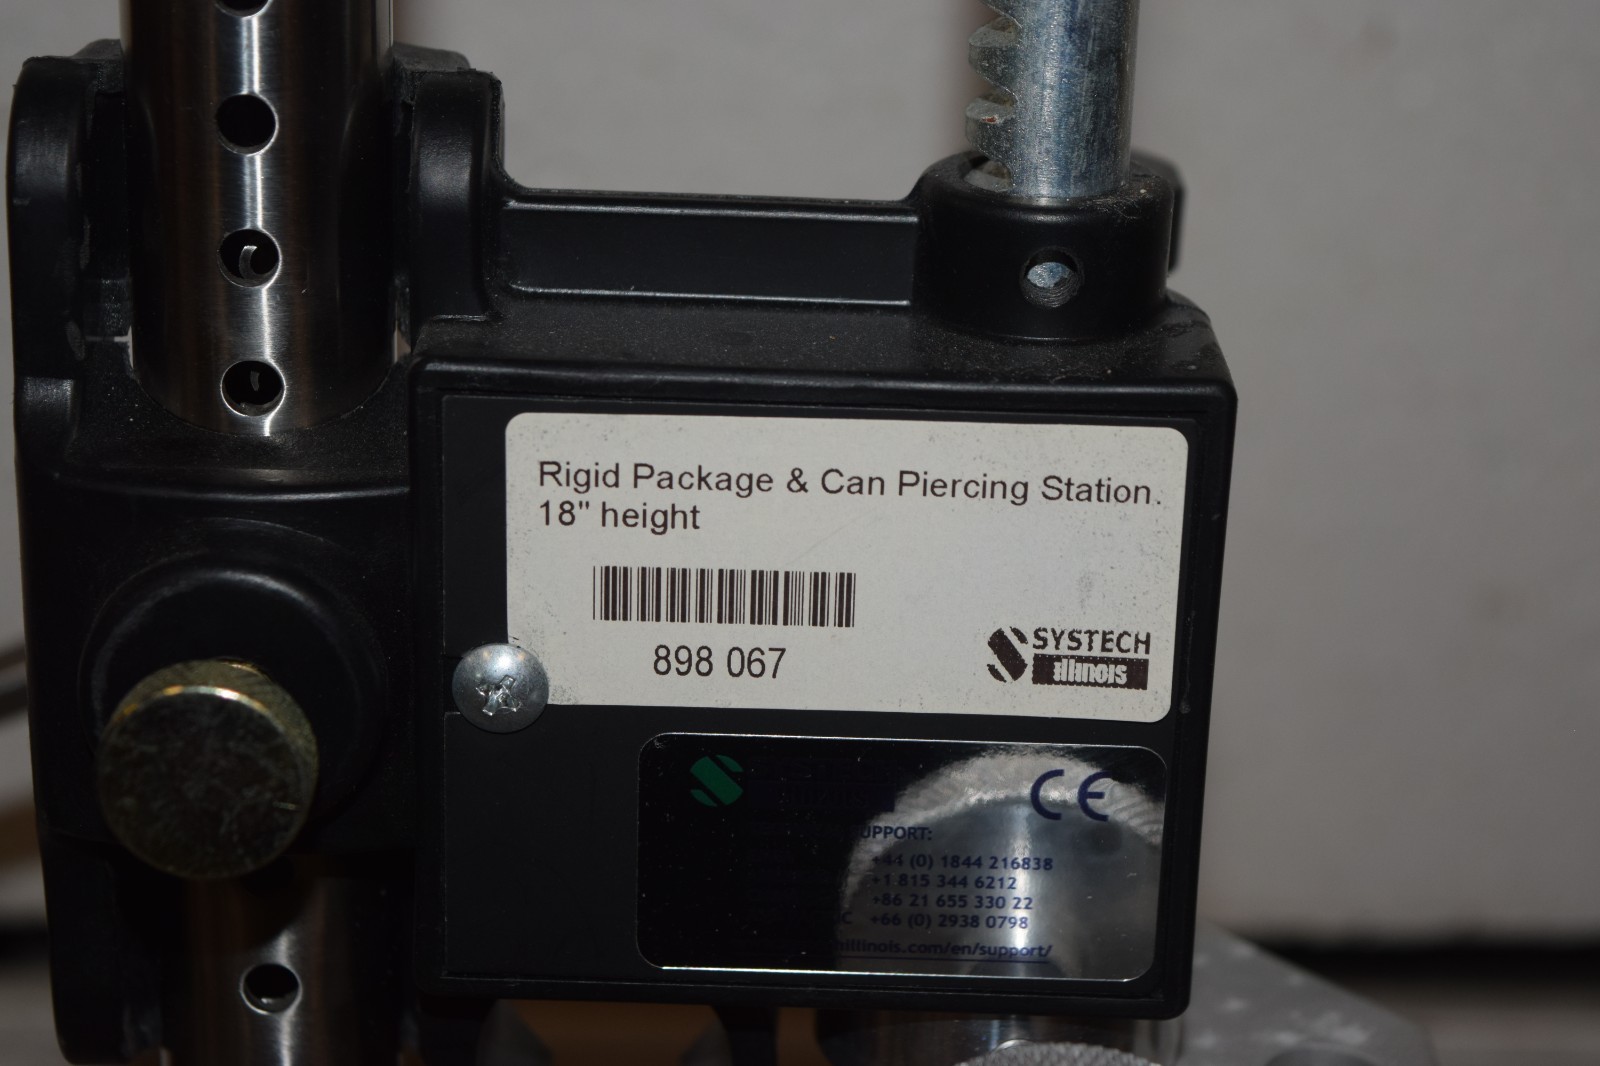 Rigid Package & Can Piercing Station.
18" height
898 067
SYSTECH
illinois
CE
SUPPORT:
+44 (0) 1844 216838
+1 815 344 6212
+86 21 655 330 22
+66 (0) 2938 0798
hillinois.com/en/support/